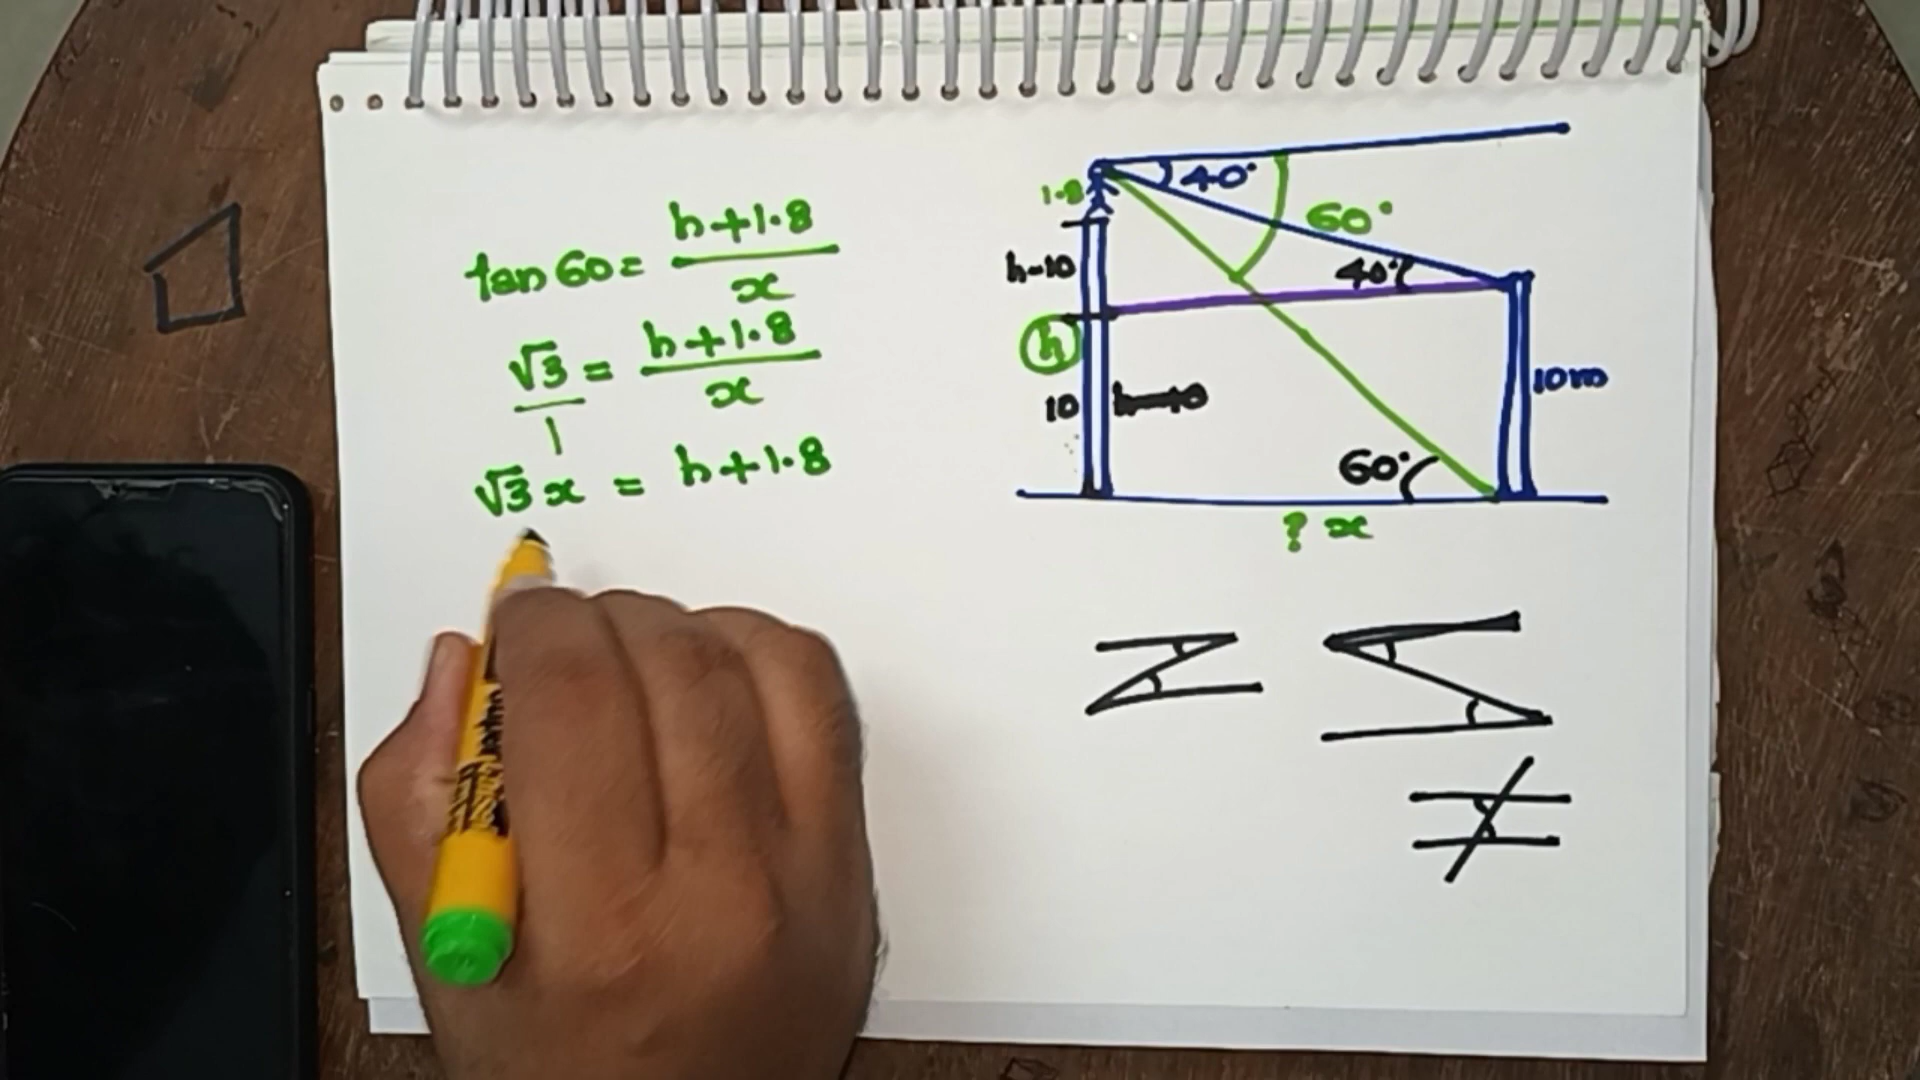 tan 60 = h+1.8 / x
√3 / 1 = h+1.8 / x
√3 x = h+1.8
40°
1.8
60°
h-10
40°
h
10m
10
h-10
60°
? x